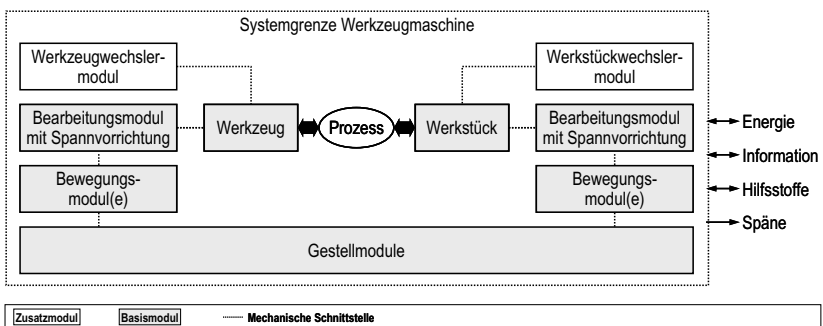 Systemgrenze Werkzeugmaschine
Werkzeugwechsler-
modul
Werkstückwechsler-
modul
Bearbeitungsmodul
mit Spannvorrichtung
Werkzeug
Prozess
Werkstück
Bearbeitungsmodul
mit Spannvorrichtung
Energie
Information
Bewegungs-
modul(e)
Bewegungs-
modul(e)
Hilfsstoffe
Späne
Gestellmodule
Zusatzmodul
Basismodul
Mechanische Schnittstelle